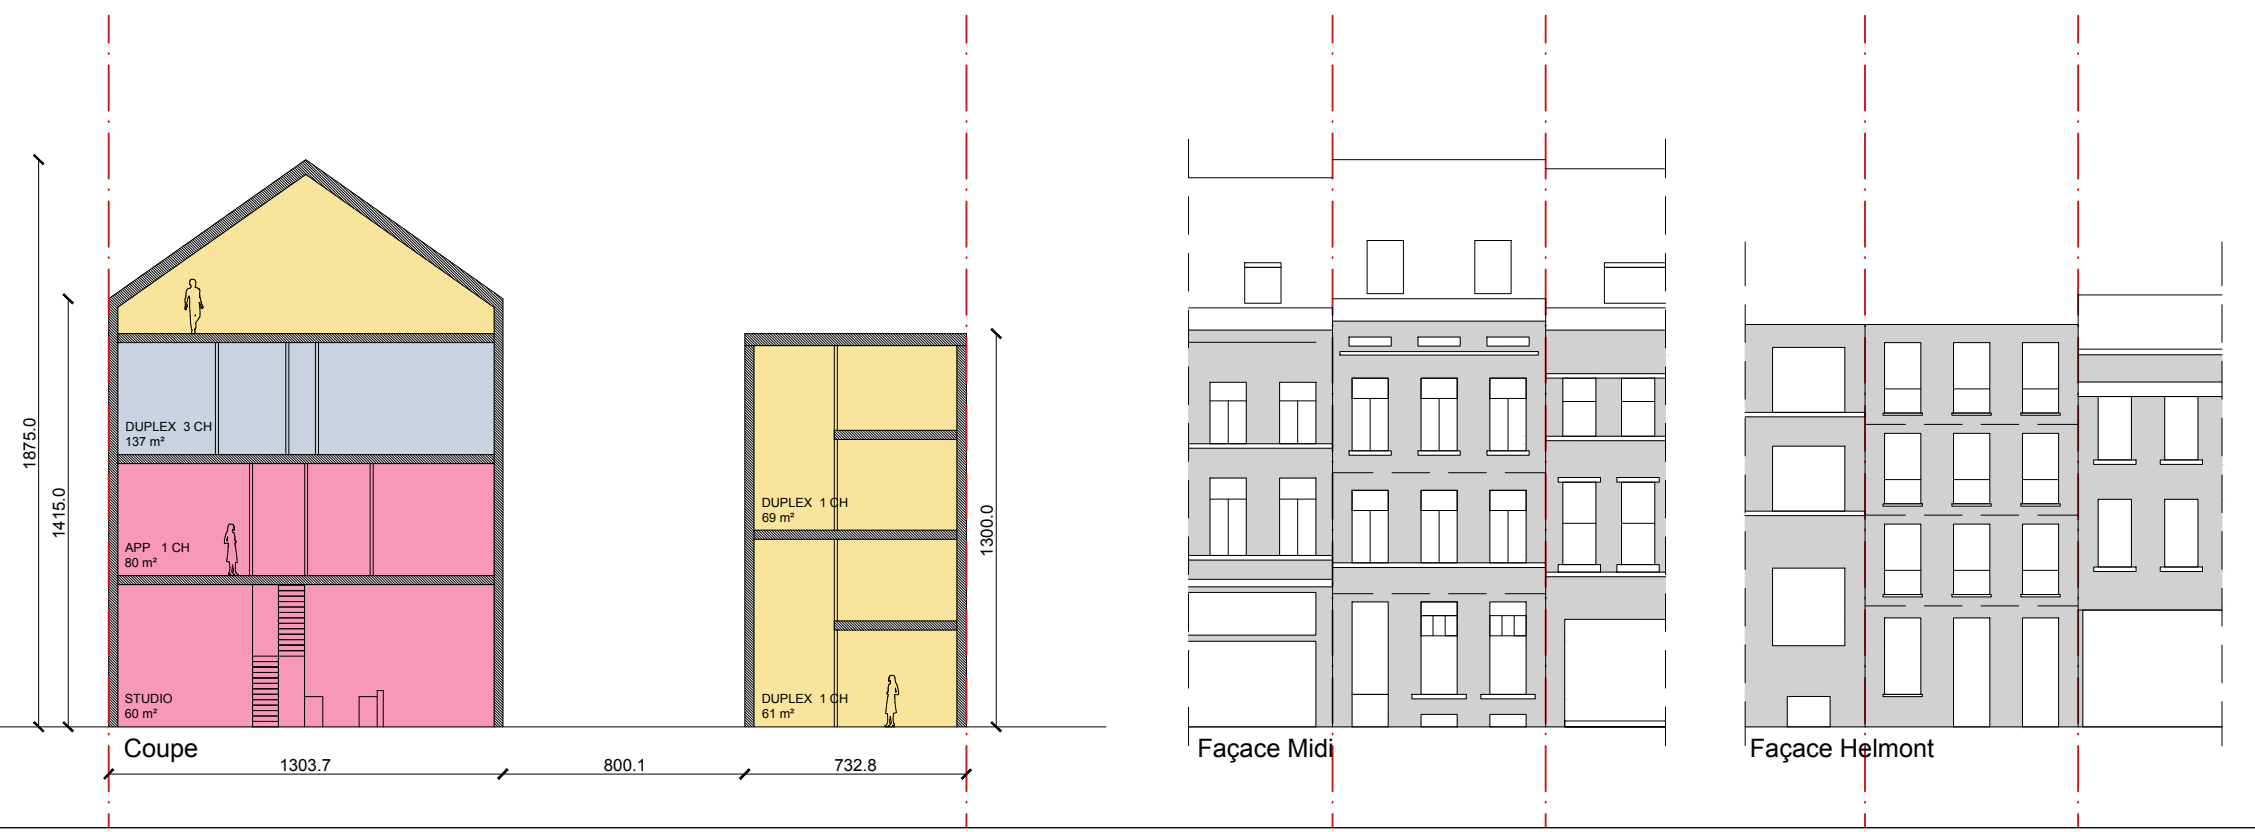 1875.0
1415.0
DUPLEX 3 CH
137 m²
APP 1 CH
80 m²
STUDIO
60 m²
DUPLEX 1 CH
69 m²
DUPLEX 1 CH
61 m²
1300.0
Coupe
1303.7
800.1
732.8
Façace Midi
Façace Helmont